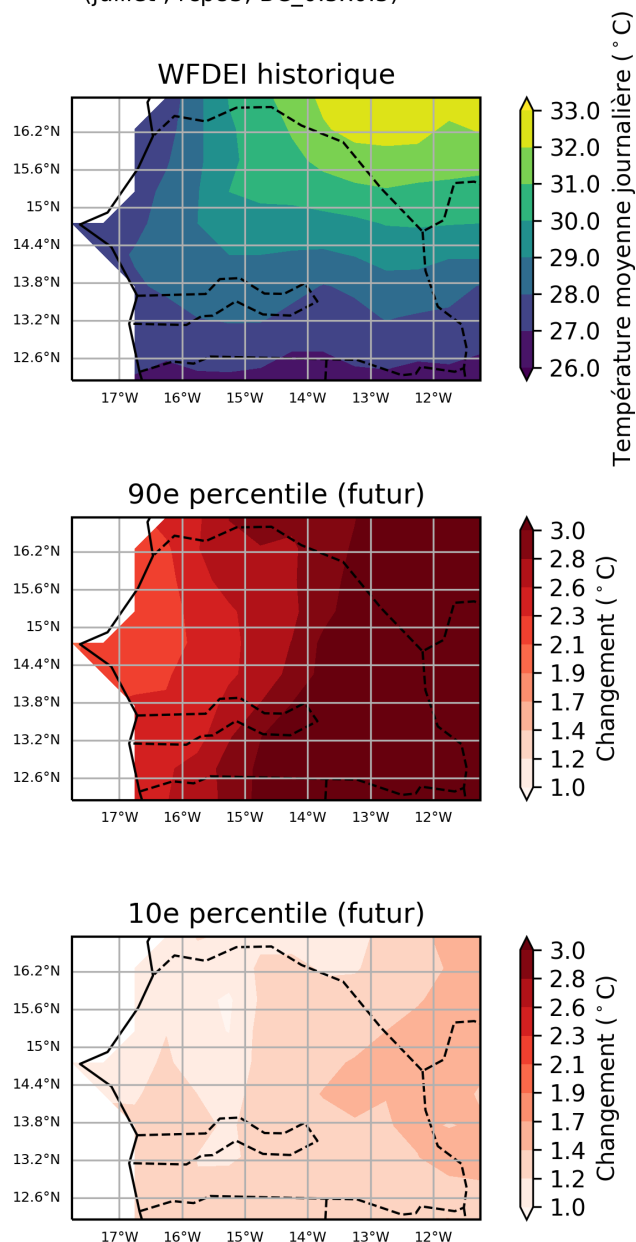 WFDEI historique
16.2°N
15.6°N
15°N
14.4°N
13.8°N
13.2°N
12.6°N
17°W 16°W 15°W 14°W 13°W 12°W
33.0
32.0
31.0
30.0
29.0
28.0
27.0
26.0
Température moyenne journalière (°C)
90e percentile (futur)
16.2°N
15.6°N
15°N
14.4°N
13.8°N
13.2°N
12.6°N
17°W 16°W 15°W 14°W 13°W 12°W
3.0
2.8
2.6
2.3
2.1
1.9
1.7
1.4
1.2
1.0
Changement (°C)
10e percentile (futur)
16.2°N
15.6°N
15°N
14.4°N
13.8°N
13.2°N
12.6°N
17°W 16°W 15°W 14°W 13°W 12°W
3.0
2.8
2.6
2.3
2.1
1.9
1.7
1.4
1.2
1.0
Changement (°C)